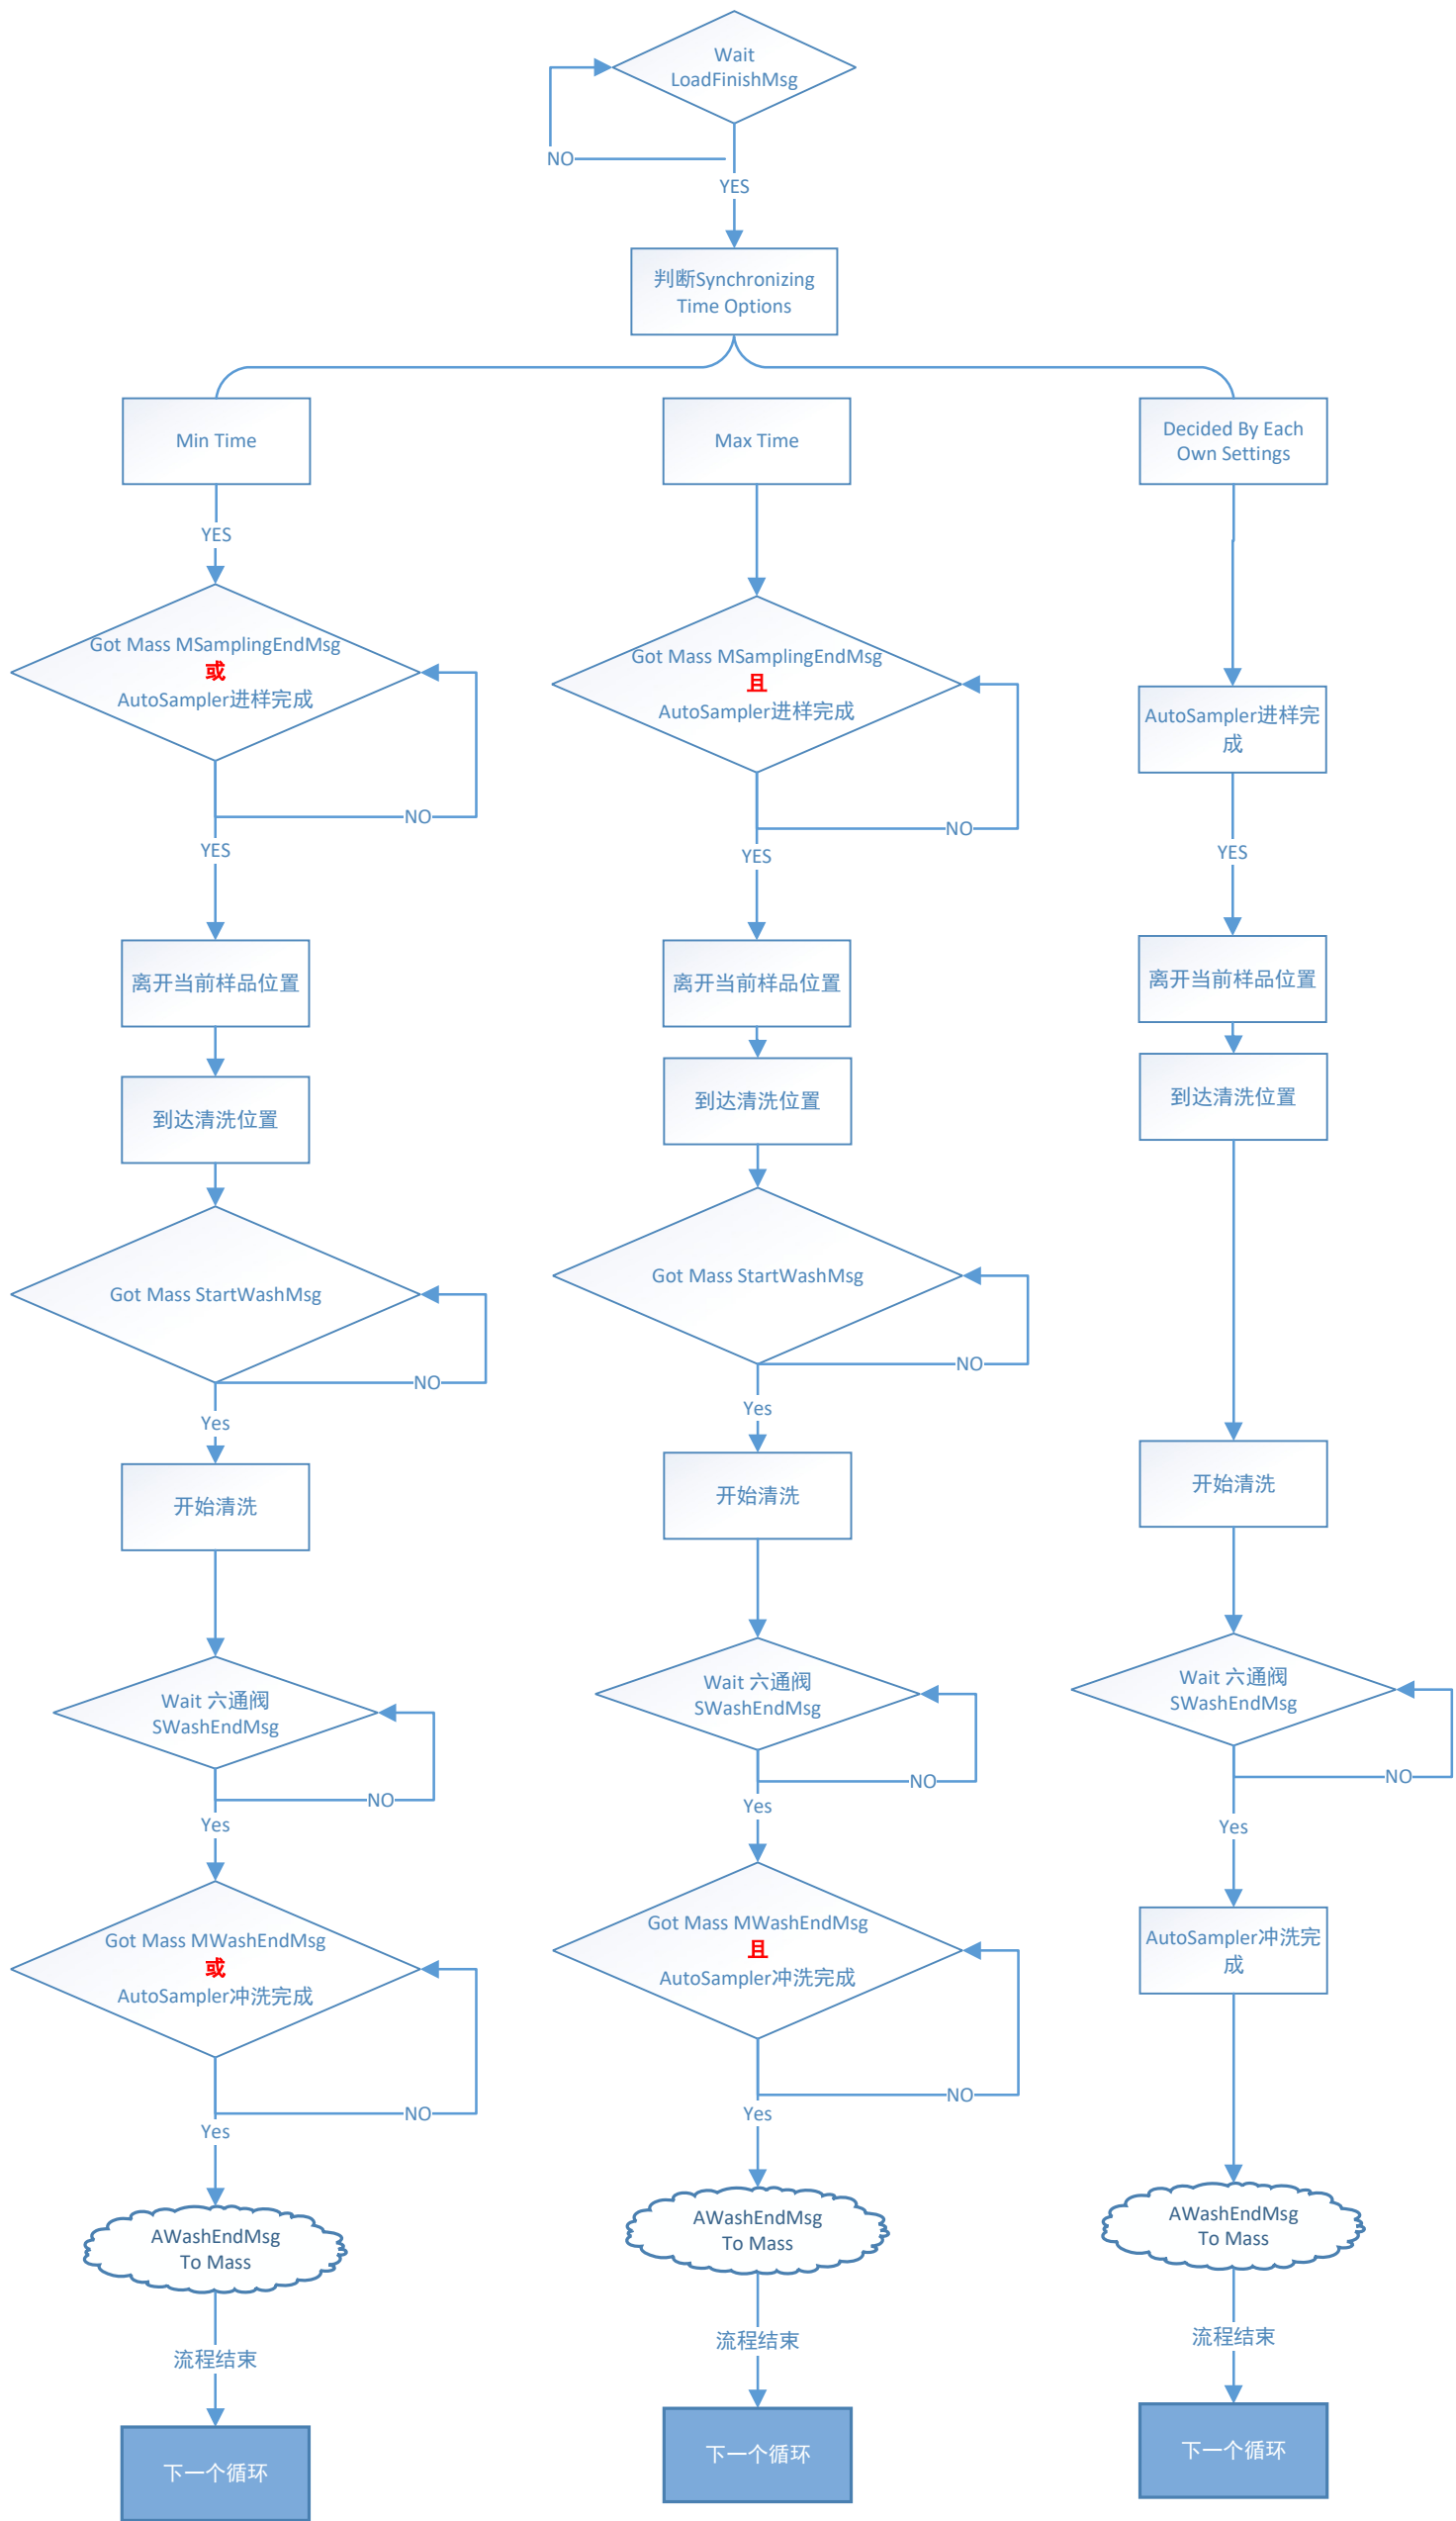 Wait
LoadFinishMsg
NO
YES
判断Synchronizing
Time Options
Min Time
YES
Got Mass MSamplingEndMsg
或
AutoSampler进样完成
NO
YES
离开当前样品位置
到达清洗位置
Got Mass StartWashMsg
NO
Yes
开始清洗
Wait 六通阀
SWashEndMsg
NO
Yes
Got Mass MWashEndMsg
或
AutoSampler冲洗完成
NO
Yes
AWashEndMsg
To Mass
流程结束
下一个循环
Max Time
Got Mass MSamplingEndMsg
且
AutoSampler进样完成
NO
YES
离开当前样品位置
到达清洗位置
Got Mass StartWashMsg
NO
Yes
开始清洗
Wait 六通阀
SWashEndMsg
NO
Yes
Got Mass MWashEndMsg
且
AutoSampler冲洗完成
NO
Yes
AWashEndMsg
To Mass
流程结束
下一个循环
Decided By Each
Own Settings
AutoSampler进样完
成
YES
离开当前样品位置
到达清洗位置
开始清洗
Wait 六通阀
SWashEndMsg
NO
Yes
AutoSampler冲洗完
成
AWashEndMsg
To Mass
流程结束
下一个循环